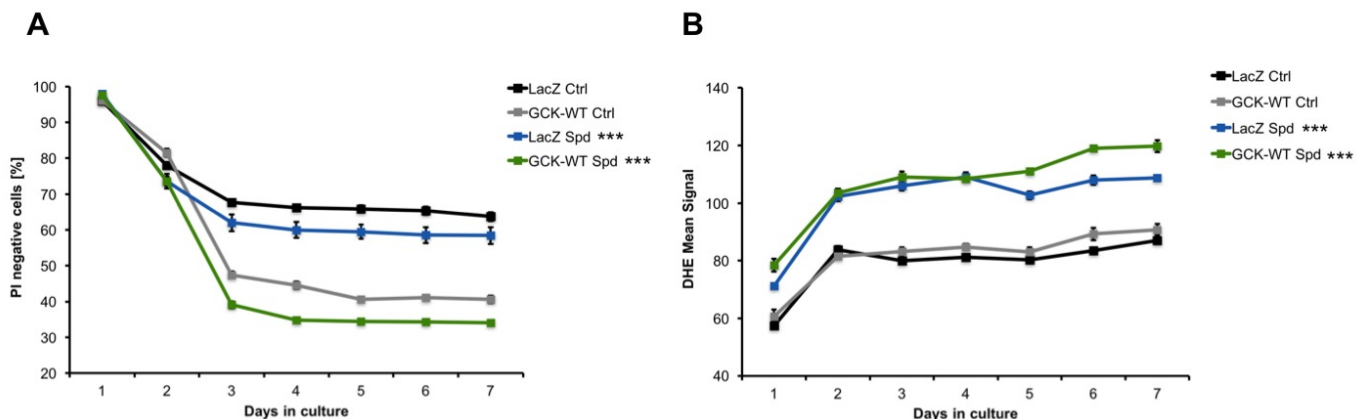 A
100
90
80
70
60
50
40
30
20
PI negative cells [%]
1 2 3 4 5 6 7
Days in culture
LacZ Ctrl
GCK-WT Ctrl
LacZ Spd ***
GCK-WT Spd ***
B
140
120
100
80
60
40
DHE Mean Signal
1 2 3 4 5 6 7
Days in culture
LacZ Ctrl
GCK-WT Ctrl
LacZ Spd ***
GCK-WT Spd ***